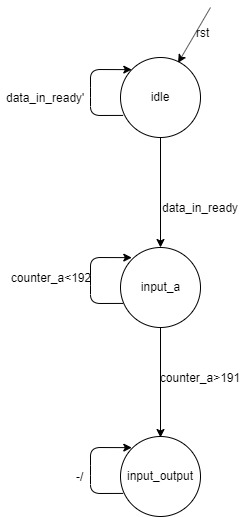 rst
idle
data_in_ready'
data_in_ready
counter_a<192
input_a
counter_a>191
input_output
-/